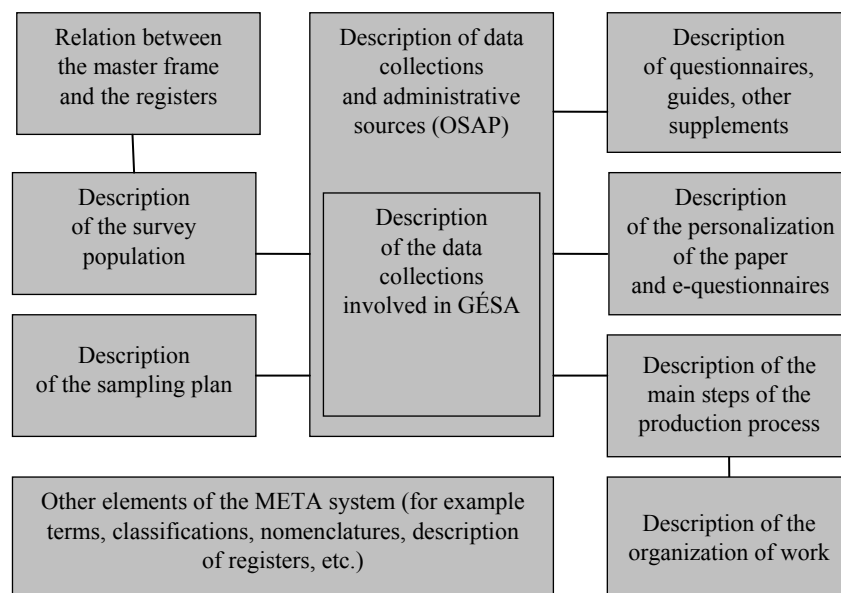 Relation between
the master frame
and the registers
Description of data
collections
and administrative
sources (OSAP)
Description
of questionnaires,
guides, other
supplements
Description
of the survey
population
Description
of the data
collections
involved in GÉSA
Description
of the personalization
of the paper
and e-questionnaires
Description
of the sampling plan
Description of the
main steps of the
production process
Other elements of the META system (for example
terms, classifications, nomenclatures, description
of registers, etc.)
Description of the
organization of work